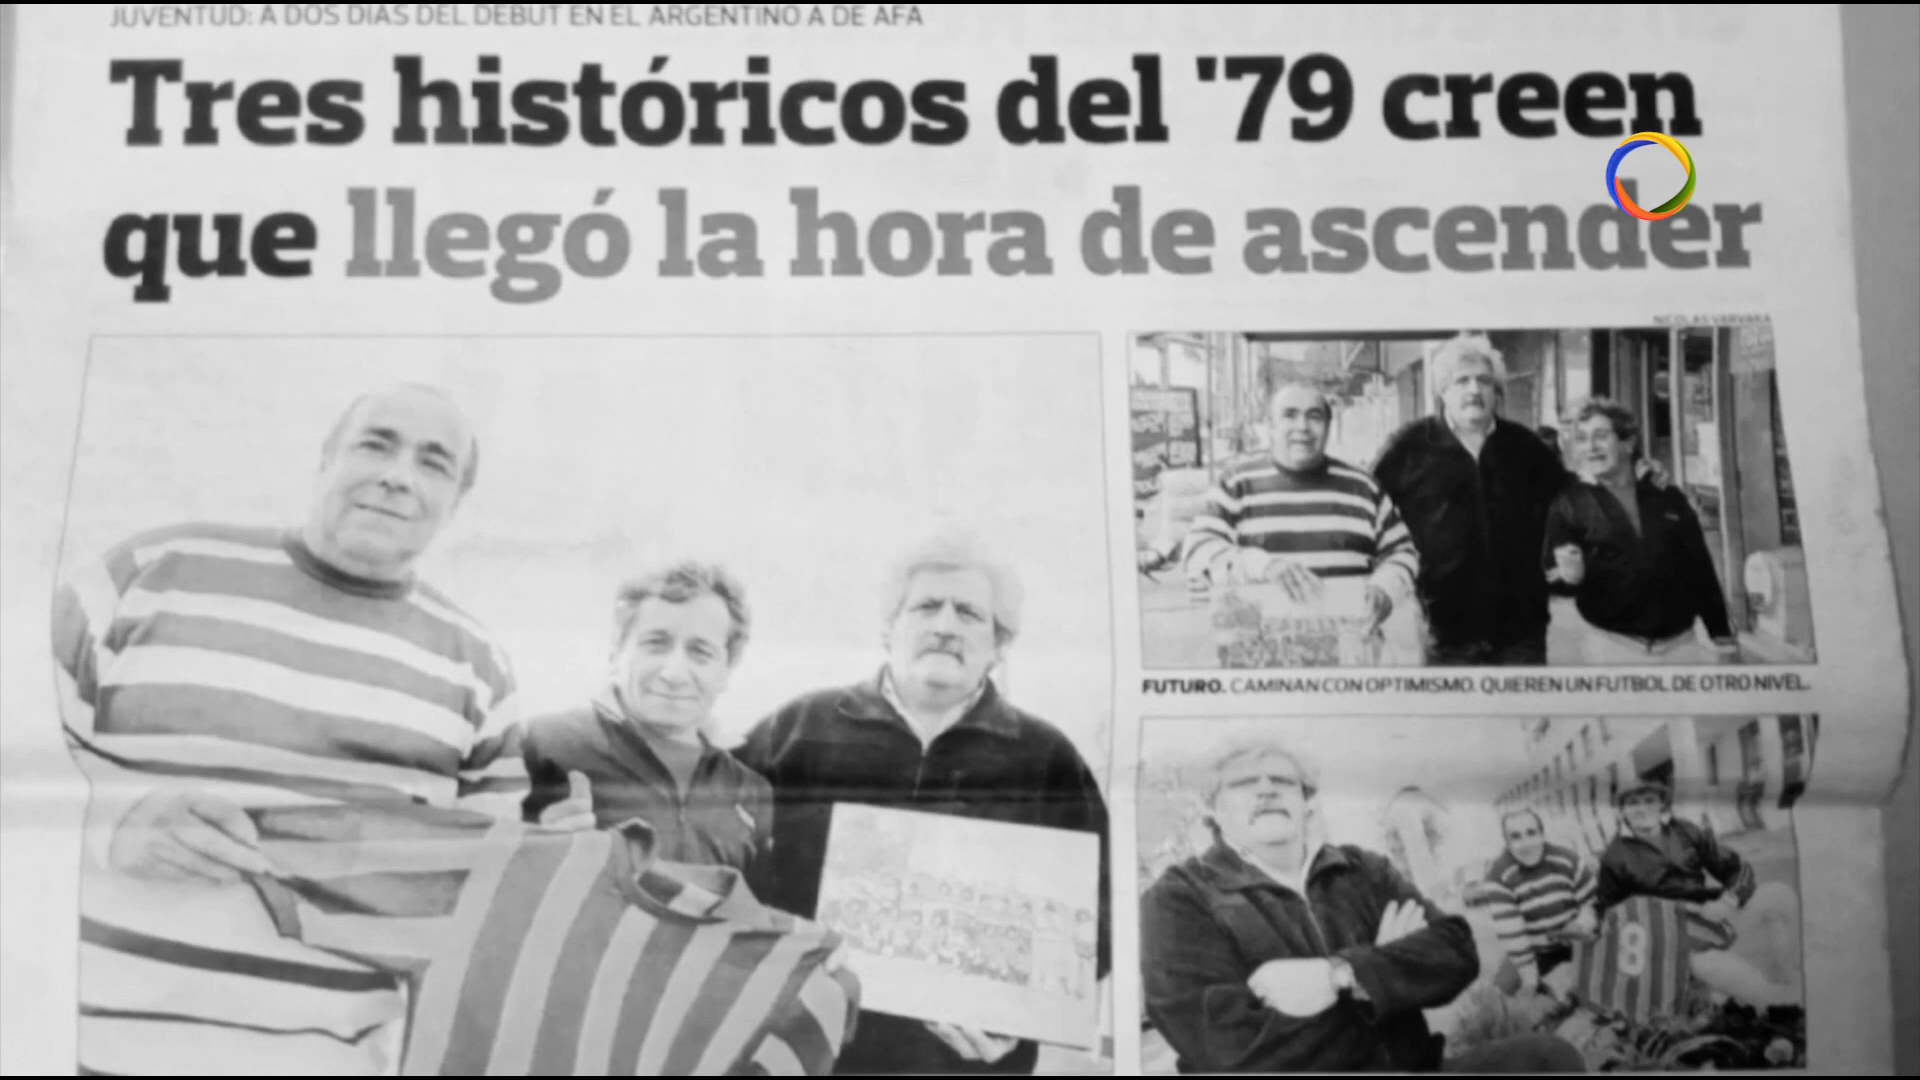 JUVENTUD: A DOS DIAS DEL DEBUT EN EL ARGENTINO A DE AFA
Tres históricos del '79 creen
que llegó la hora de ascender
NICOLAS VARVARA
FUTURO. CAMINAN CON OPTIMISMO. QUIEREN UN FUTBOL DE OTRO NIVEL.
8